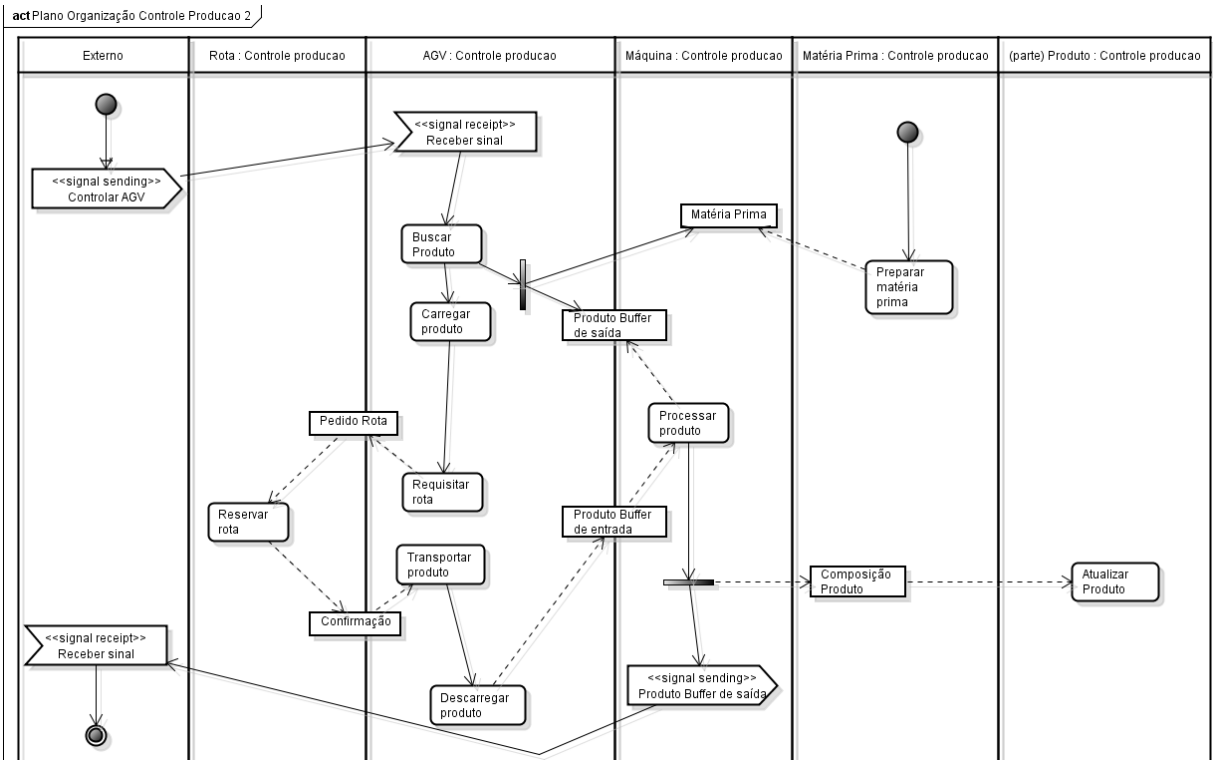 act Plano Organização Controle Producao 2
Externo
Rota : Controle producao
AGV : Controle producao
Máquina : Controle producao
Matéria Prima : Controle producao
(parte) Produto : Controle producao
<<signal receipt>>
Receber sinal
<<signal sending>>
Controlar AGV
Matéria Prima
Buscar
Produto
Preparar
matéria
prima
Carregar
produto
Produto Buffer
de saída
Pedido Rota
Processar
produto
Requisitar
rota
Reservar
rota
Produto Buffer
de entrada
Transportar
produto
Composição
Produto
Atualizar
Produto
Confirmação
<<signal receipt>>
Receber sinal
<<signal sending>>
Produto Buffer de saída
Descarregar
produto